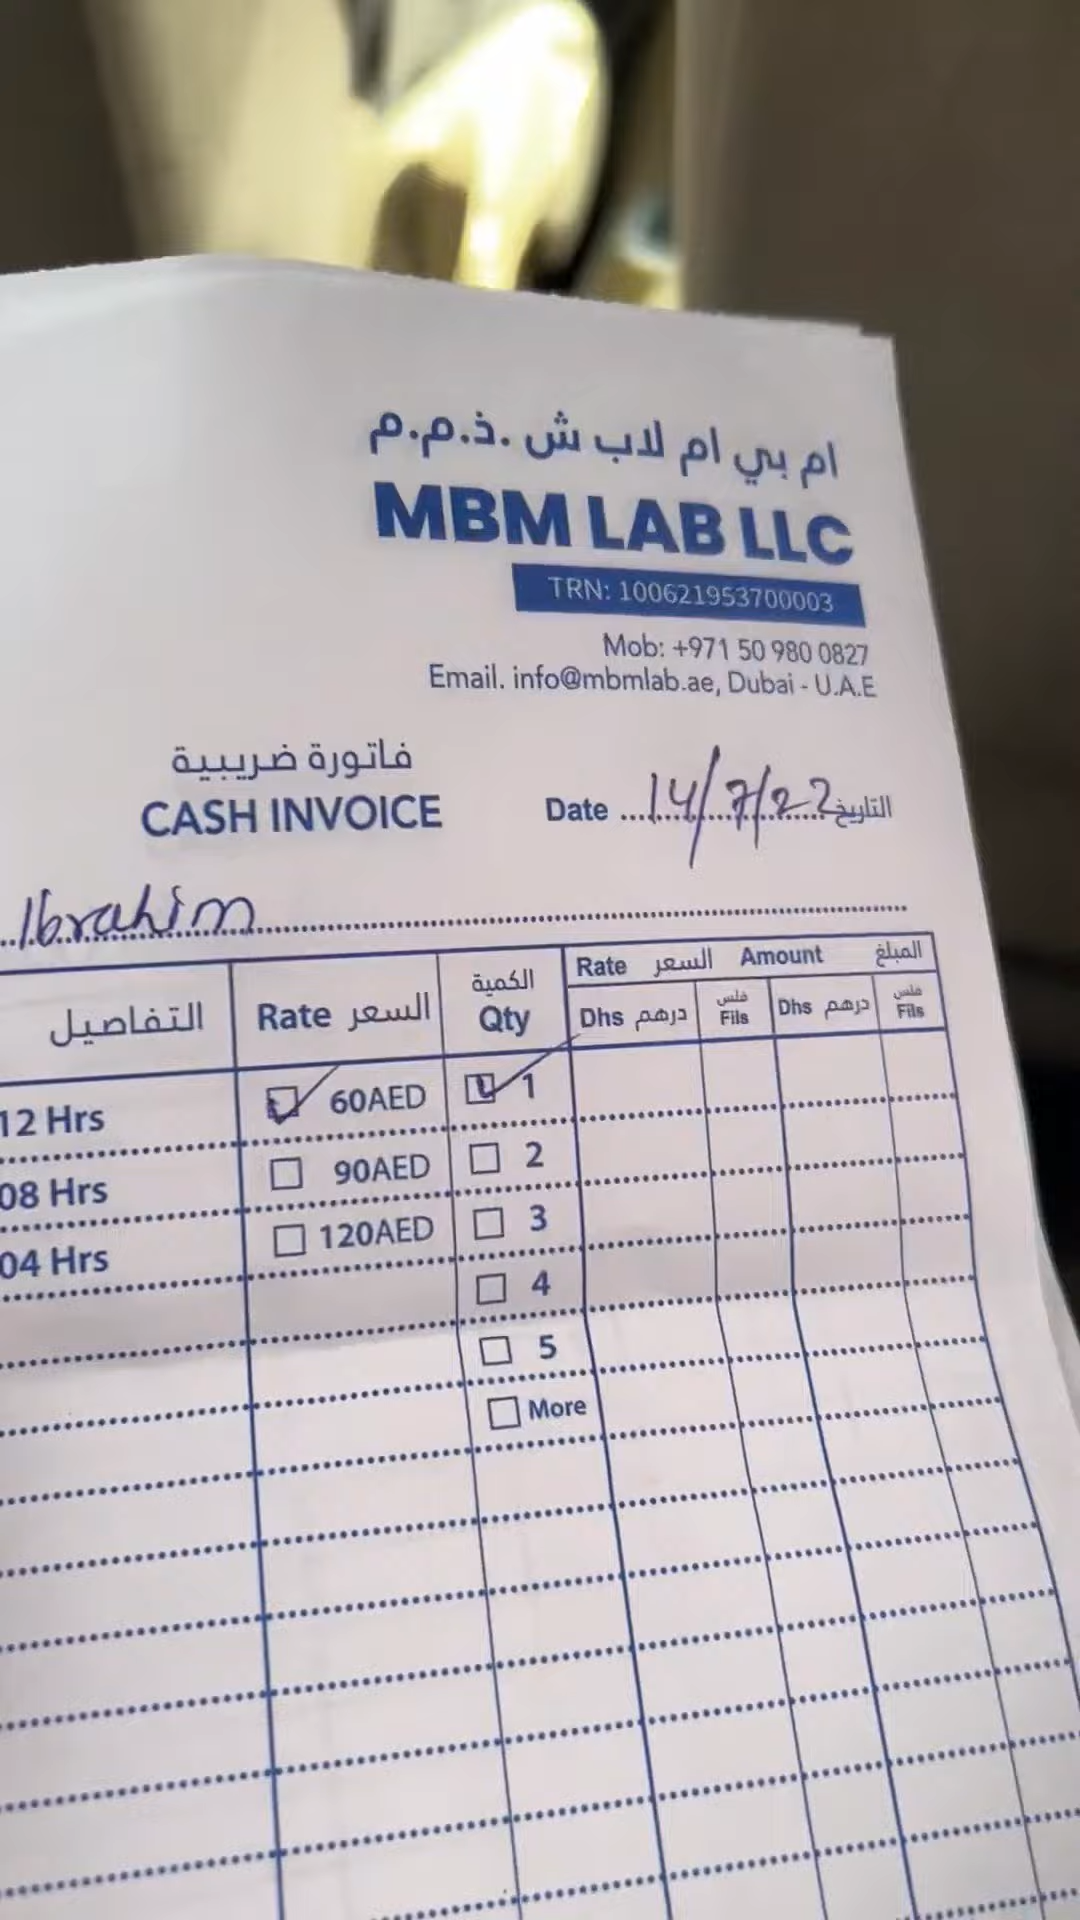 ام بي ام لاب ش.ذ.م.م
MBM LAB LLC
TRN: 100621953700003
Mob: +971 50 980 0827
Email. info@mbmlab.ae, Dubai - U.A.E
فاتورة ضريبية
CASH INVOICE
Date 14/7/22 التاريخ
Ibrahim
التفاصيل Rate السعر الكمية Qty Rate السعر Amount المبلغ
Dhs درهم فلس Fils Dhs درهم فلس Fils
12 Hrs 60AED 1
08 Hrs 90AED 2
04 Hrs 120AED 3
4
5
More